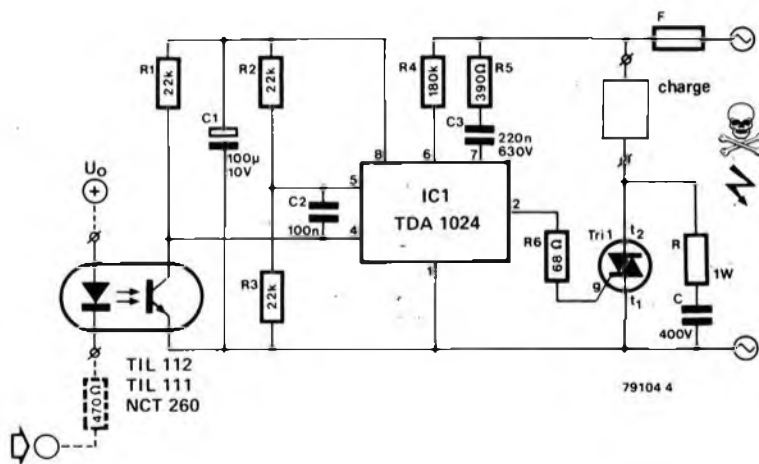 F
R1
22k
R2
22k
R4
180k
R5
390Ω
charge
C1
100µ
10V
C3
220n
630V
8
6
7
U₀
+
5
IC1
TDA 1024
C2
100n
4
2
Tri 1
t₂
R
1W
R3
22k
1
R6
68 Ω
g
t₁
C
400V
TIL 112
TIL 111
NCT 260
79104 4
470 Ω